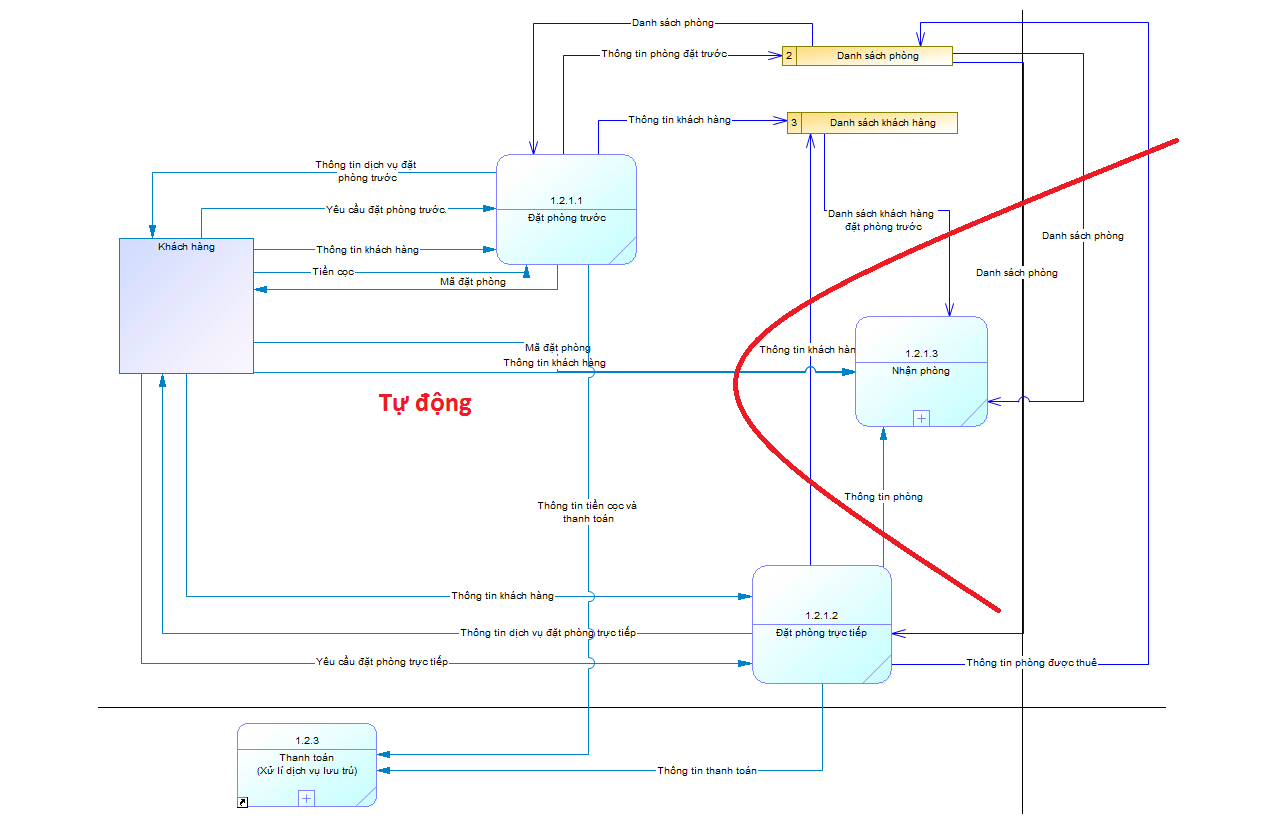 Danh sách phòng
Thông tin phòng đặt trước
2
Danh sách phòng
Thông tin khách hàng
3
Danh sách khách hàng
Thông tin dịch vụ đặt
phòng trước
1.2.1.1
Đặt phòng trước
Yêu cầu đặt phòng trước.
Danh sách khách hàng
đặt phòng trước
Danh sách phòng
Khách hàng
Thông tin khách hàng
Tiền cọc
Danh sách phòng
Mã đặt phòng
Mã đặt phòng
Thông tin khách hàng
Thông tin khách hàn
1.2.1.3
Nhận phòng
Tự động
Thông tin phòng
Thông tin tiền cọc và
thanh toán
Thông tin khách hàng
1.2.1.2
Đặt phòng trực tiếp
Thông tin dịch vụ đặt phòng trực tiếp
Yêu cầu đặt phòng trực tiếp
Thông tin phòng được thuê
1.2.3
Thanh toán
(Xử lí dịch vụ lưu trú)
Thông tin thanh toán